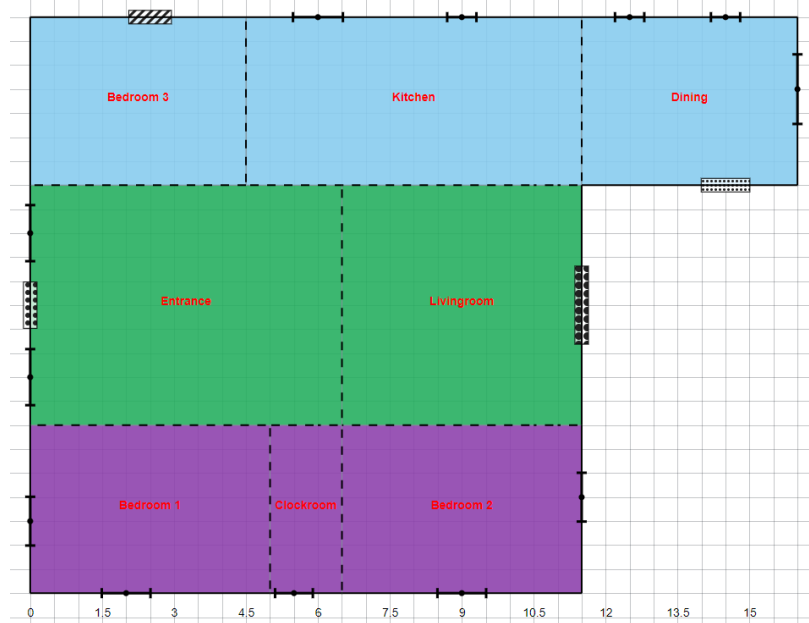 Bedroom 3
Kitchen
Dining
Entrance
Livingroom
Bedroom 1
Clockroom
Bedroom 2
0 1.5 3 4.5 6 7.5 9 10.5 12 13.5 15